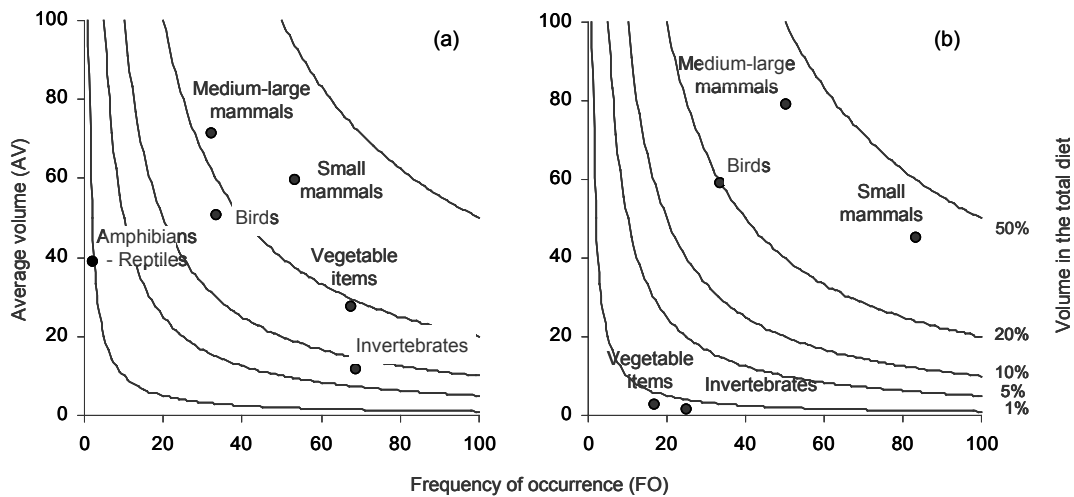 (a)
100
80
60
40
20
0
Average volume (AV)
Medium-large
mammals
Small
mammals
Birds
Amphibians
- Reptiles
Vegetable
items
Invertebrates
0 20 40 60 80 100
(b)
100
80
60
40
20
0
Medium-large
mammals
Birds
Small
mammals
Vegetable
items
Invertebrates
0 20 40 60 80 100
50%
20%
10%
5%
1%
Volume in the total diet
Frequency of occurrence (FO)